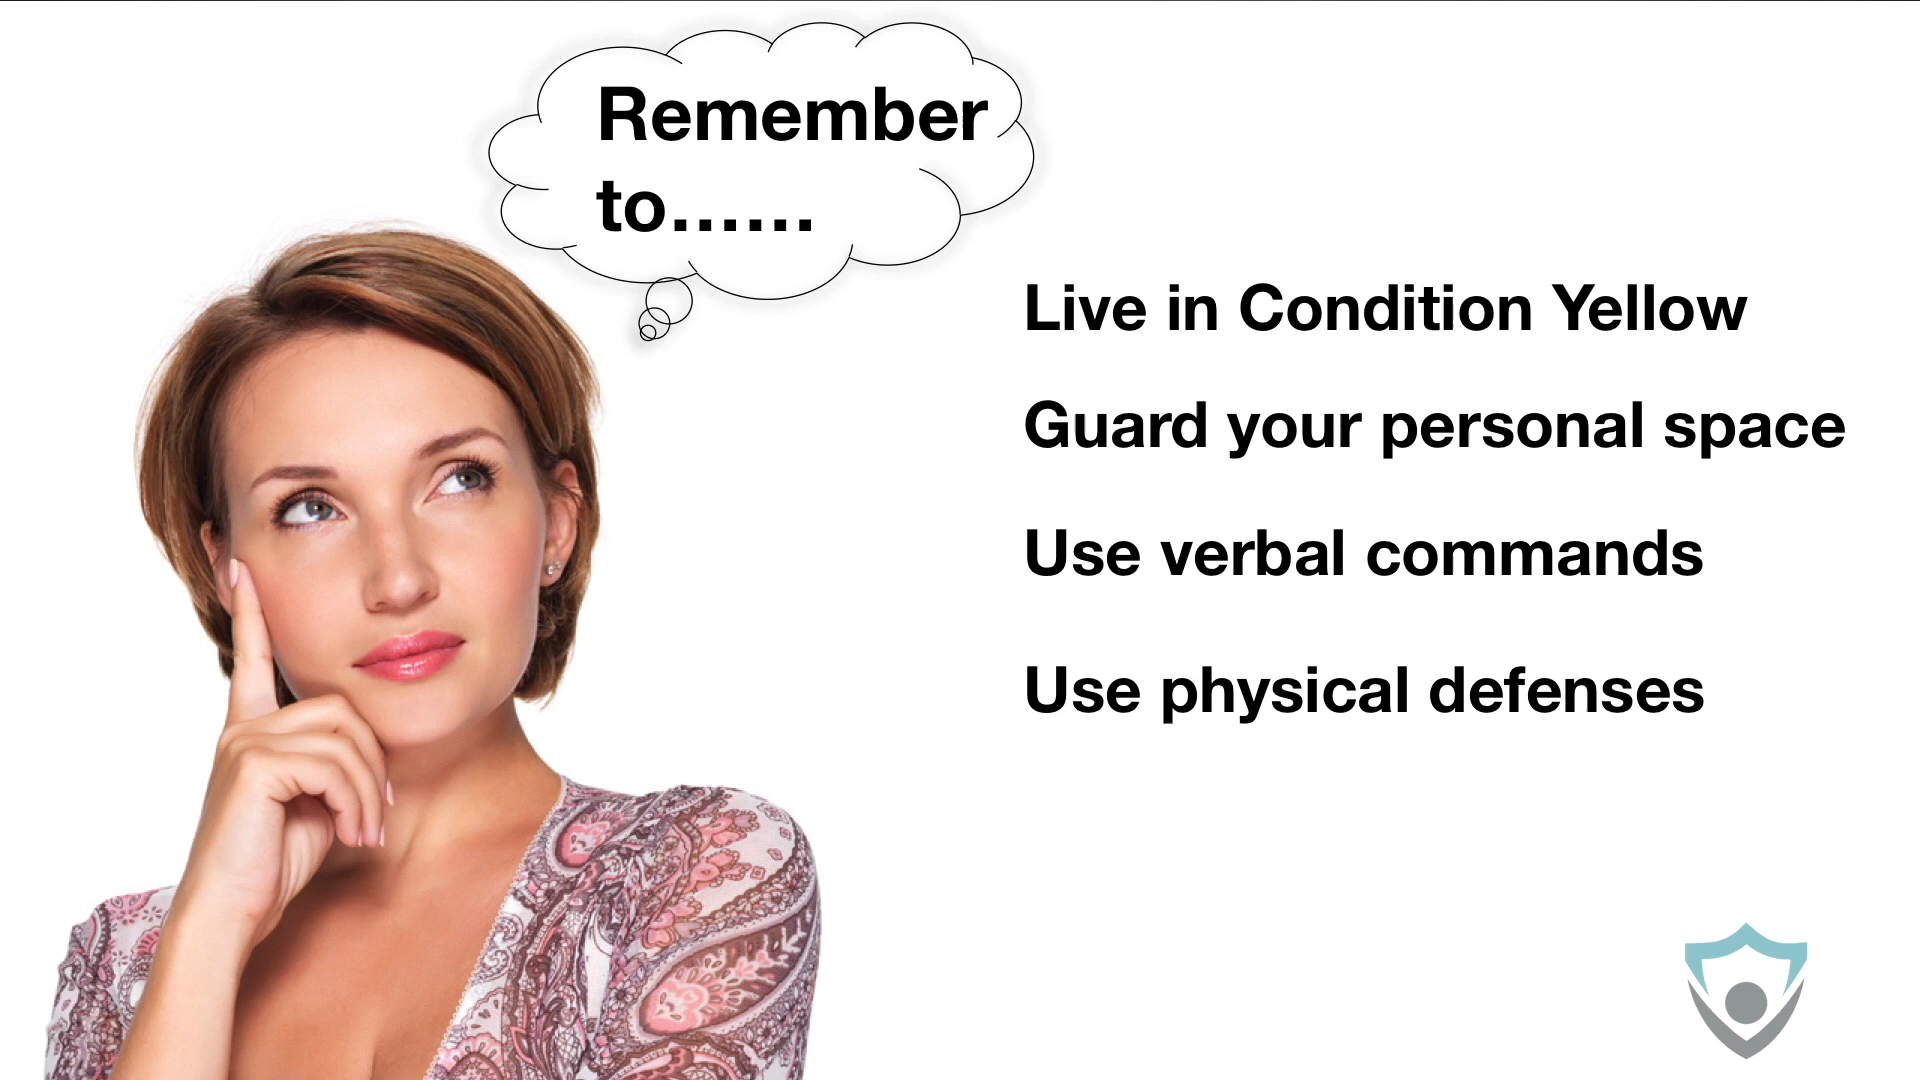 Remember
to......
Live in Condition Yellow
Guard your personal space
Use verbal commands
Use physical defenses